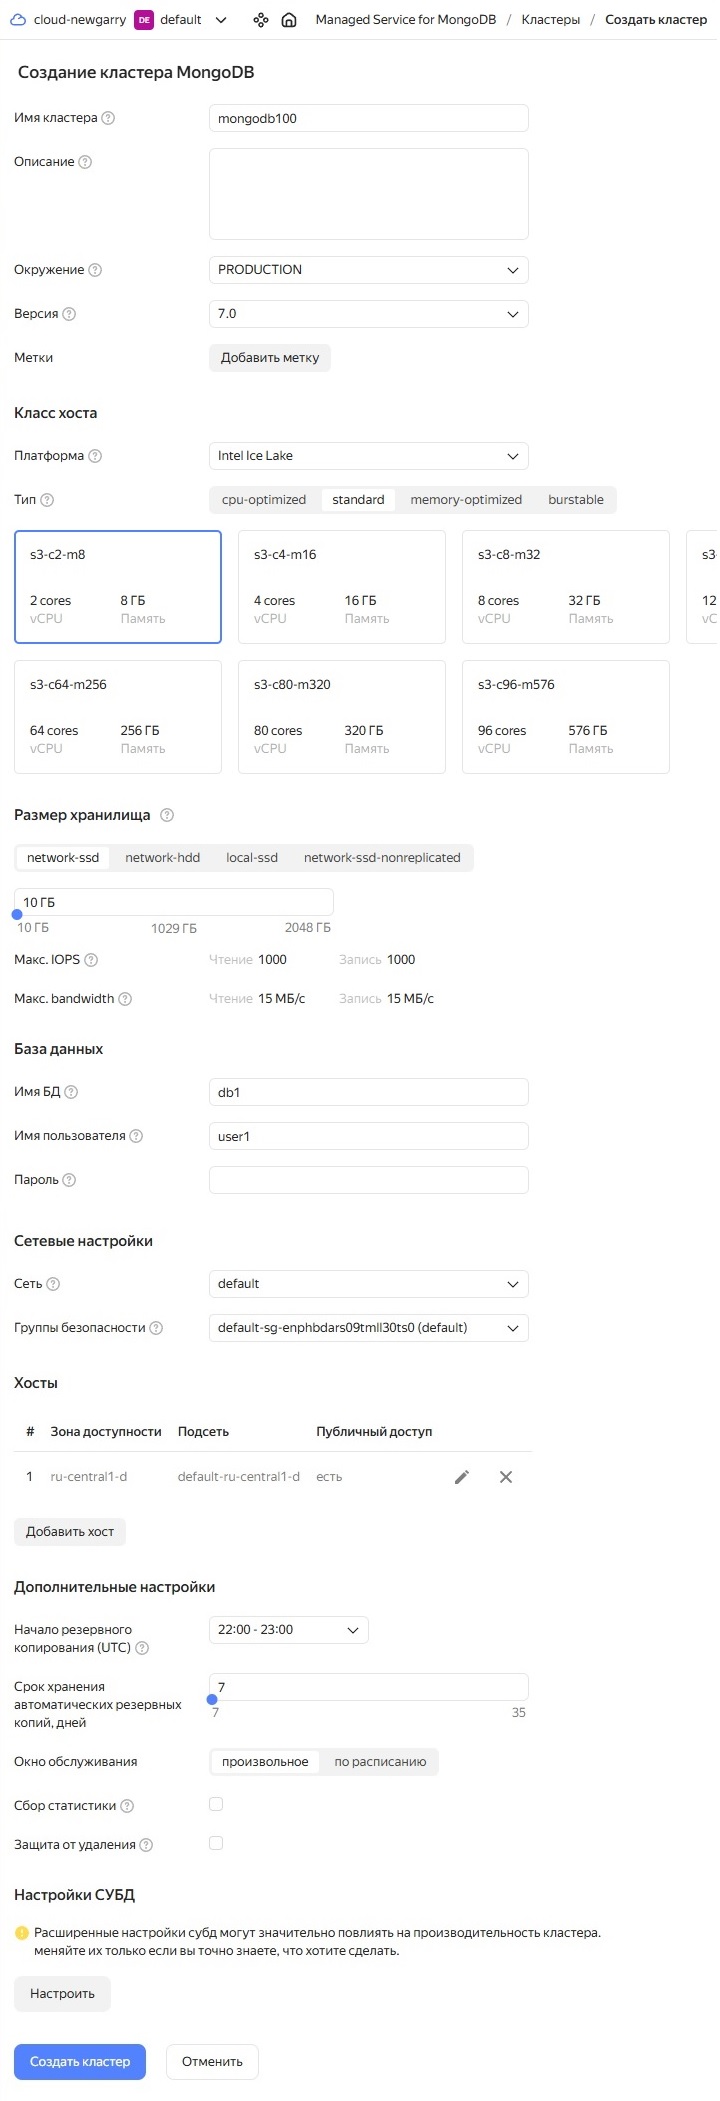 cloud-newgarry DE default Managed Service for MongoDB / Кластеры / Создать кластер
Создание кластера MongoDB
Имя кластера ? mongodb100
Описание ?
Окружение ? PRODUCTION
Версия ? 7.0
Метки Добавить метку
Класс хоста
Платформа ? Intel Ice Lake
Тип ? cpu-optimized standard memory-optimized burstable
s3-c2-m8 s3-c4-m16 s3-c8-m32 s3-
2 cores 8 ГБ 4 cores 16 ГБ 8 cores 32 ГБ 12
vCPU Память vCPU Память vCPU Память vC
s3-c64-m256 s3-c80-m320 s3-c96-m576
64 cores 256 ГБ 80 cores 320 ГБ 96 cores 576 ГБ
vCPU Память vCPU Память vCPU Память
Размер хранилища ?
network-ssd network-hdd local-ssd network-ssd-nonreplicated
10 ГБ
10 ГБ 1029 ГБ 2048 ГБ
Макс. IOPS ? Чтение 1000 Запись 1000
Макс. bandwidth ? Чтение 15 МБ/с Запись 15 МБ/с
База данных
Имя БД ? db1
Имя пользователя ? user1
Пароль ?
Сетевые настройки
Сеть ? default
Группы безопасности ? default-sg-enphbdars09tmll30ts0 (default)
Хосты
# Зона доступности Подсеть Публичный доступ
1 ru-central1-d default-ru-central1-d есть
Добавить хост
Дополнительные настройки
Начало резервного
копирования (UTC) ? 22:00 - 23:00
Срок хранения
автоматических резервных
копий, дней
7
7 35
Окно обслуживания произвольное по расписанию
Сбор статистики ?
Защита от удаления ?
Настройки СУБД
Расширенные настройки субд могут значительно повлиять на производительность кластера.
меняйте их только если вы точно знаете, что хотите сделать.
Настроить
Создать кластер Отменить